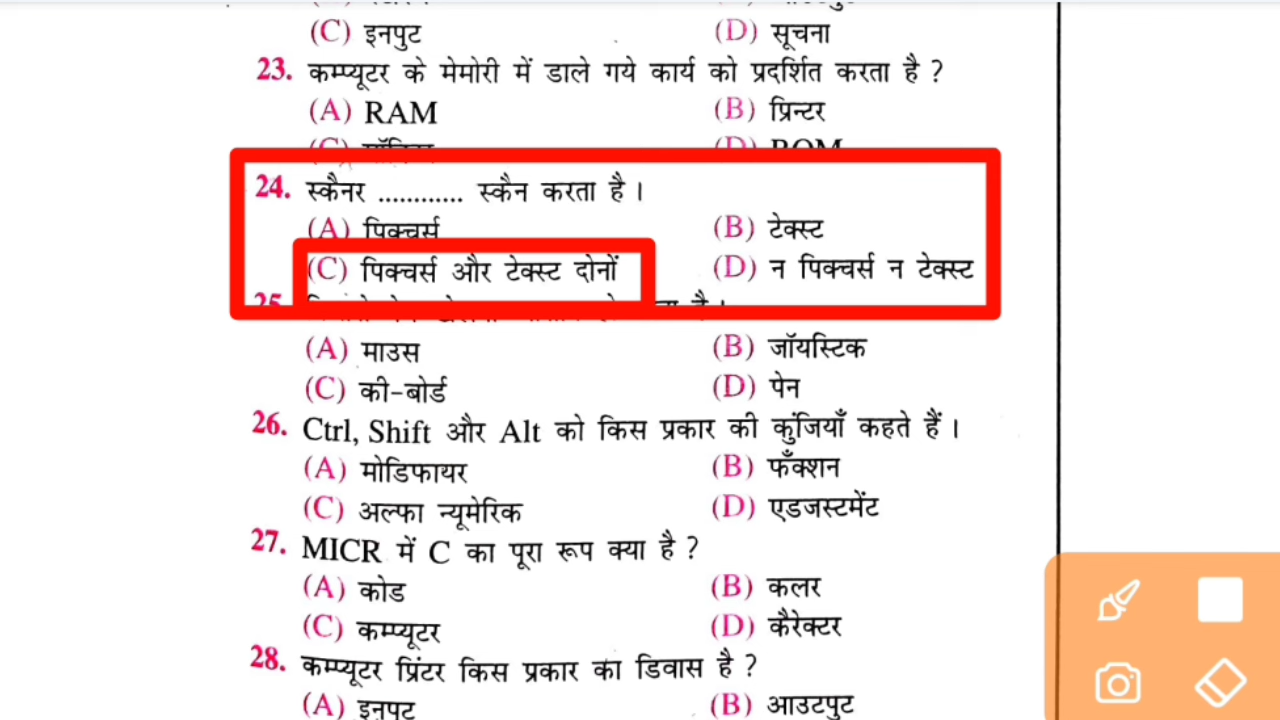 (C) इनपुट (D) सूचना
23. कम्प्यूटर के मेमोरी में डाले गये कार्य को प्रदर्शित करता है ?
(A) RAM (B) प्रिन्टर
(D) ROM
24. स्कैनर ............ स्कैन करता है ।
(A) पिक्चर्स (B) टेक्स्ट
(C) पिक्चर्स और टेक्स्ट दोनों (D) न पिक्चर्स न टेक्स्ट
25.
(A) माउस (B) जॉयस्टिक
(C) की-बोर्ड (D) पेन
26. Ctrl, Shift और Alt को किस प्रकार की कुंजियाँ कहते हैं ।
(A) मोडिफायर (B) फँक्शन
(C) अल्फा न्यूमेरिक (D) एडजस्टमेंट
27. MICR में C का पूरा रूप क्या है ?
(A) कोड (B) कलर
(C) कम्प्यूटर (D) कैरेक्टर
28. कम्प्यूटर प्रिंटर किस प्रकार का डिवास है ?
(A) इनपुट (B) आउटपुट